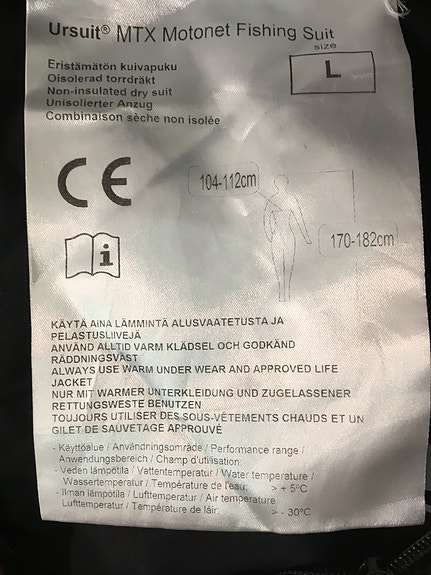 Ursuit® MTX Motonet Fishing Suit
size
L
Eristämätön kuivapuku
Oisolerad torrdräkt
Non-insulated dry suit
Unisolierter Anzug
Combinaison sèche non isolée
CE
104-112cm
i
170-182cm
KÄYTÄ AINA LÄMMINTÄ ALUSVAATETUSTA JA
PELASTUSLIIVEJÄ
ANVÄND ALLTID VARM KLÄDSEL OCH GODKÄND
RÄDDNINGSVÄST
ALWAYS USE WARM UNDER WEAR AND APPROVED LIFE
JACKET
NUR MIT WARMER UNTERKLEIDUNG UND ZUGELASSENER
RETTUNGSWESTE BENUTZEN
TOUJOURS UTILISER DES SOUS-VÊTEMENTS CHAUDS ET UN
GILET DE SAUVETAGE APPROUVÉ
- Käyttöalue / Användningsområde / Performance range /
Anwendungsbereich / Champ d'utilisation:
- Veden lämpötila / Vattentemperatur / Water temperature /
Wassertemperatur / Température de l'eau: > + 5°C
- Ilman lämpötila / Lufttemperatur / Air temperature
Lufttemperatur / Température de láir: > - 30°C